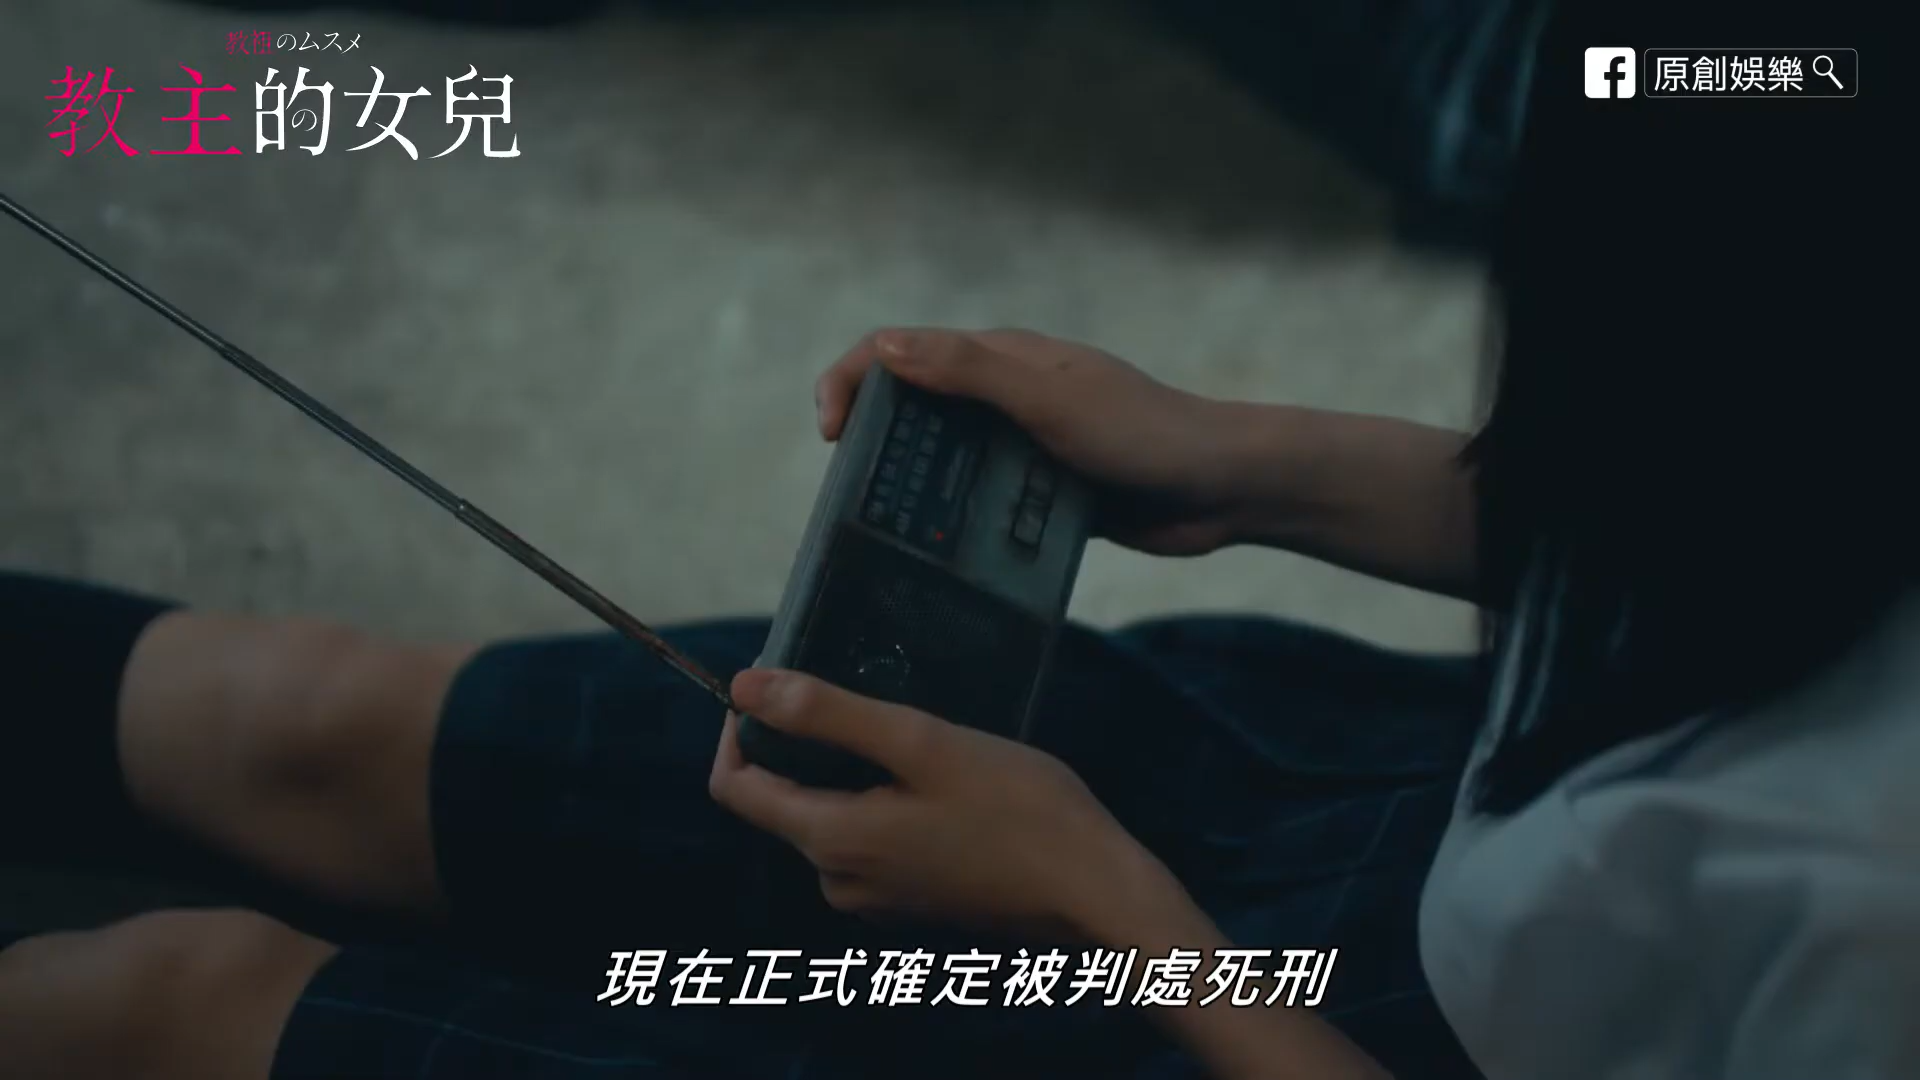 教祖のムスメ
教主的女兒
の
原創娛樂
現在正式確定被判處死刑